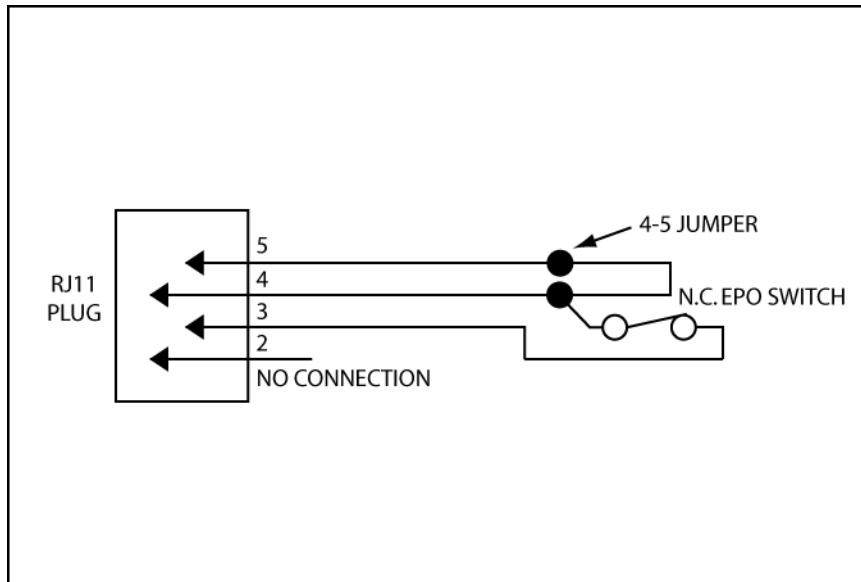 RJ11
PLUG
5
4
3
2
NO CONNECTION
4-5 JUMPER
N.C. EPO SWITCH